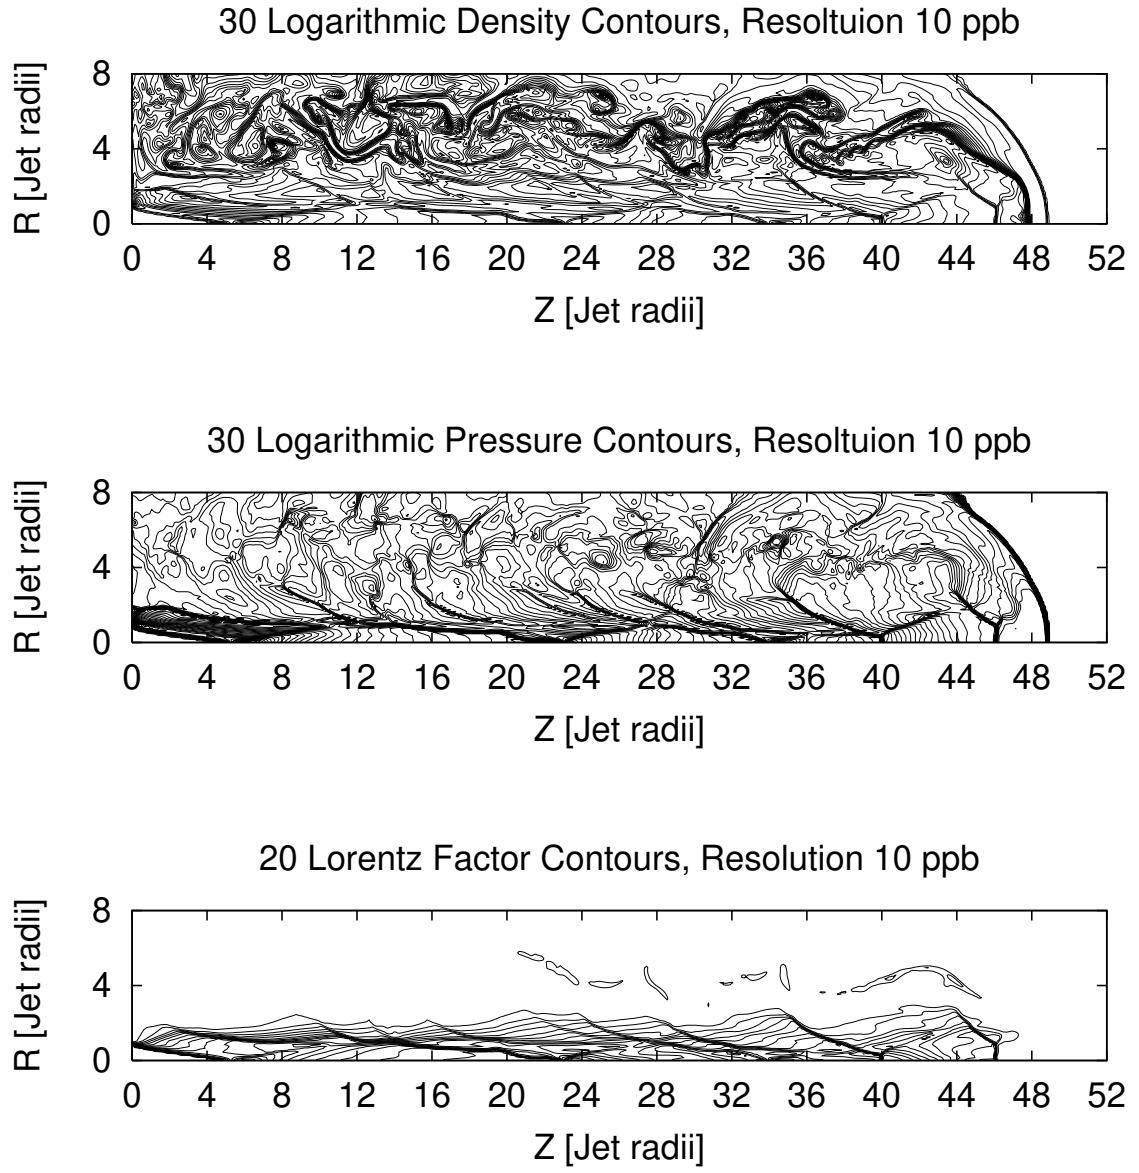 30 Logarithmic Density Contours, Resoltuion 10 ppb
R [Jet radii]
8
4
0
0 4 8 12 16 20 24 28 32 36 40 44 48 52
Z [Jet radii]
30 Logarithmic Pressure Contours, Resoltuion 10 ppb
R [Jet radii]
8
4
0
0 4 8 12 16 20 24 28 32 36 40 44 48 52
Z [Jet radii]
20 Lorentz Factor Contours, Resolution 10 ppb
R [Jet radii]
8
4
0
0 4 8 12 16 20 24 28 32 36 40 44 48 52
Z [Jet radii]